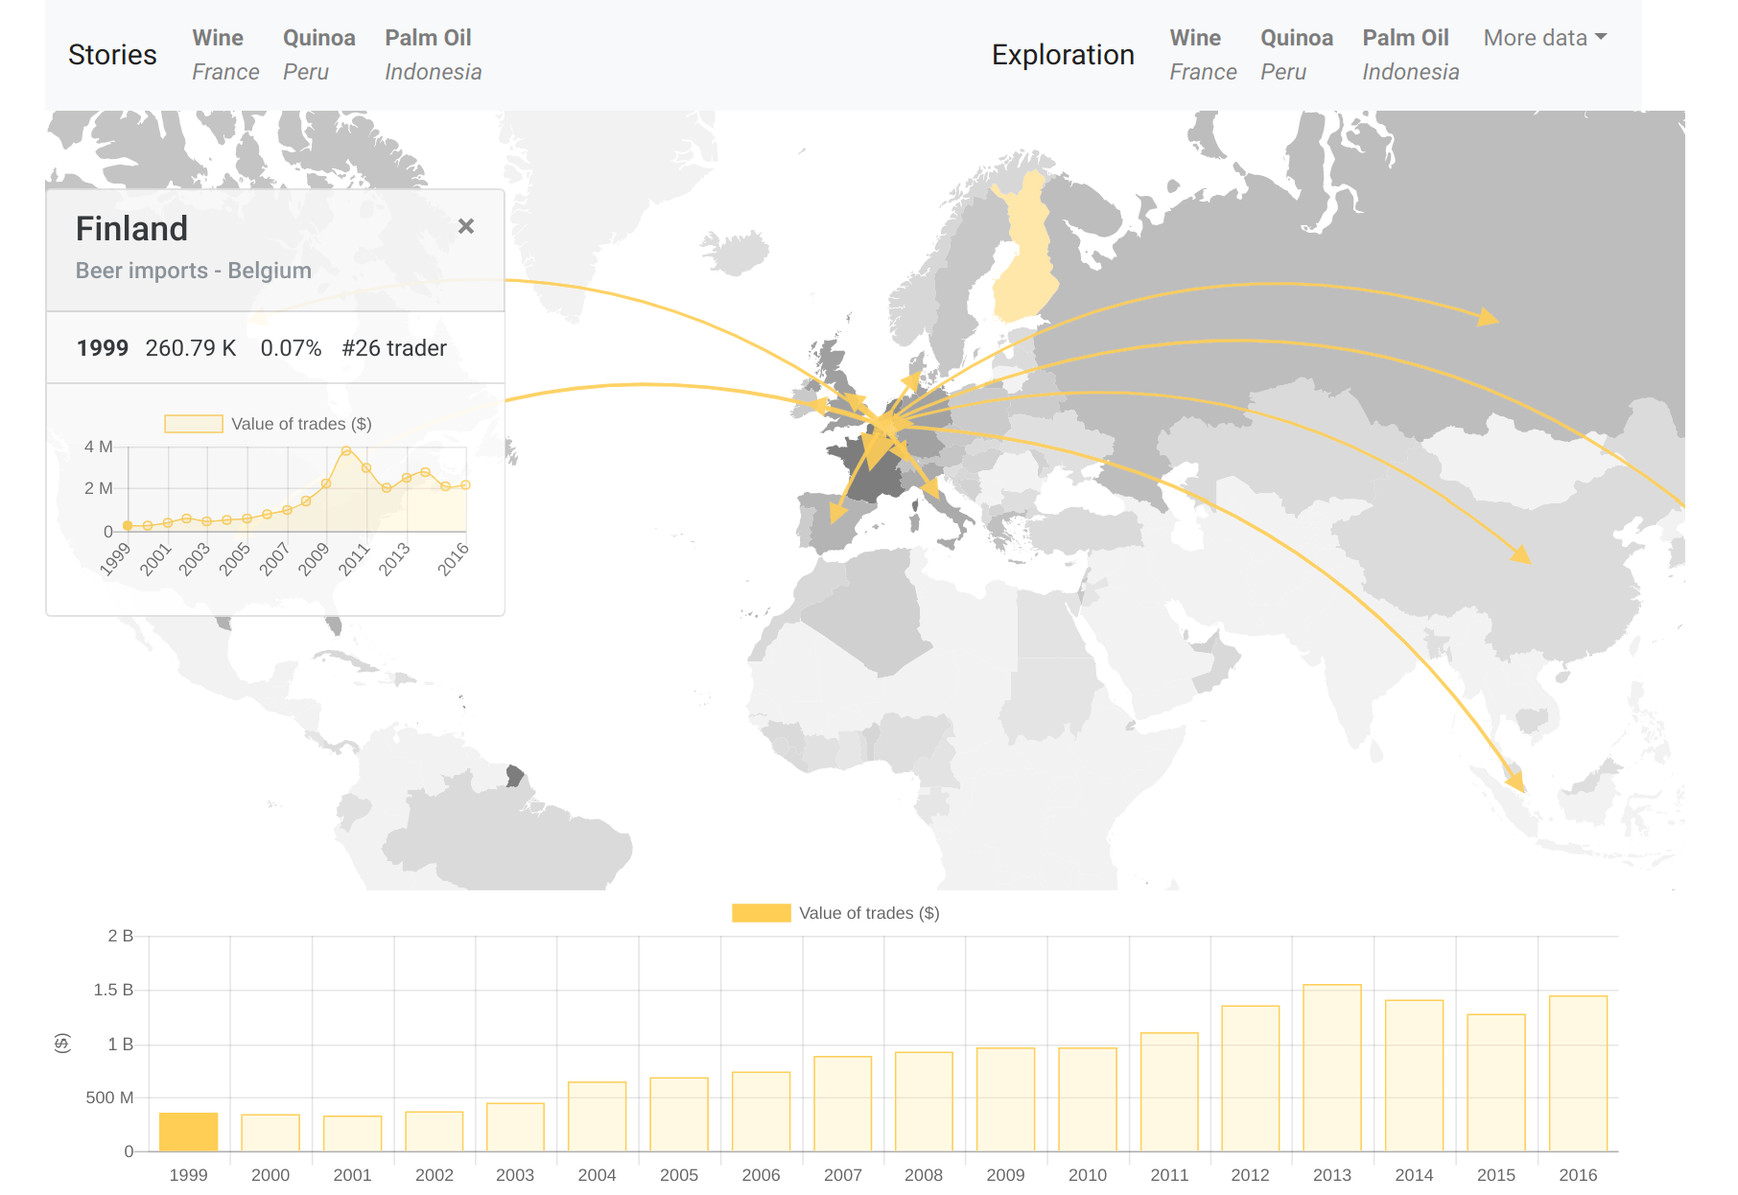 Stories
Wine Quinoa Palm Oil
France Peru Indonesia
Exploration
Wine Quinoa Palm Oil More data
France Peru Indonesia
Finland ×
Beer imports - Belgium
1999 260.79 K 0.07% #26 trader
Value of trades ($)
4 M
2 M
0
1999 2001 2003 2005 2007 2009 2011 2013 2016
Value of trades ($)
2 B
1.5 B
1 B
500 M
0
($)
1999 2000 2001 2002 2003 2004 2005 2006 2007 2008 2009 2010 2011 2012 2013 2014 2015 2016